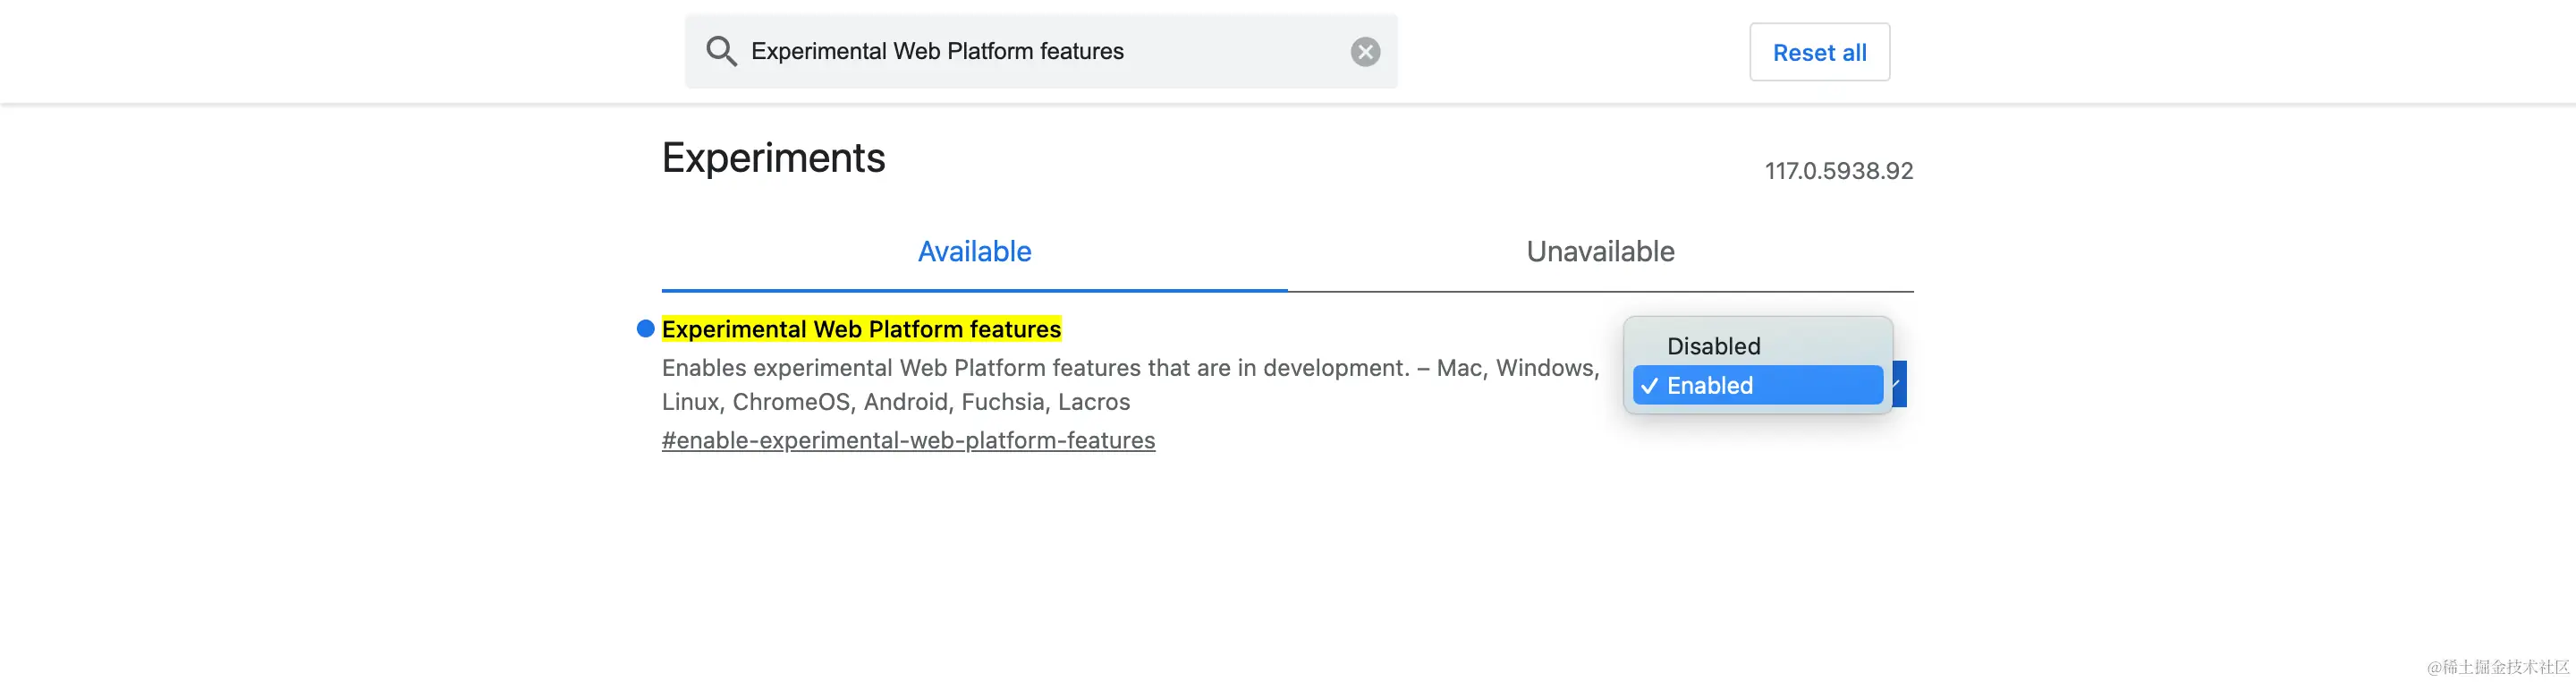 Experimental Web Platform features
Reset all
Experiments
117.0.5938.92
Available
Unavailable
Experimental Web Platform features
Enables experimental Web Platform features that are in development. – Mac, Windows,
Linux, ChromeOS, Android, Fuchsia, Lacros
#enable-experimental-web-platform-features
Disabled
✓ Enabled
@稀土掘金技术社区